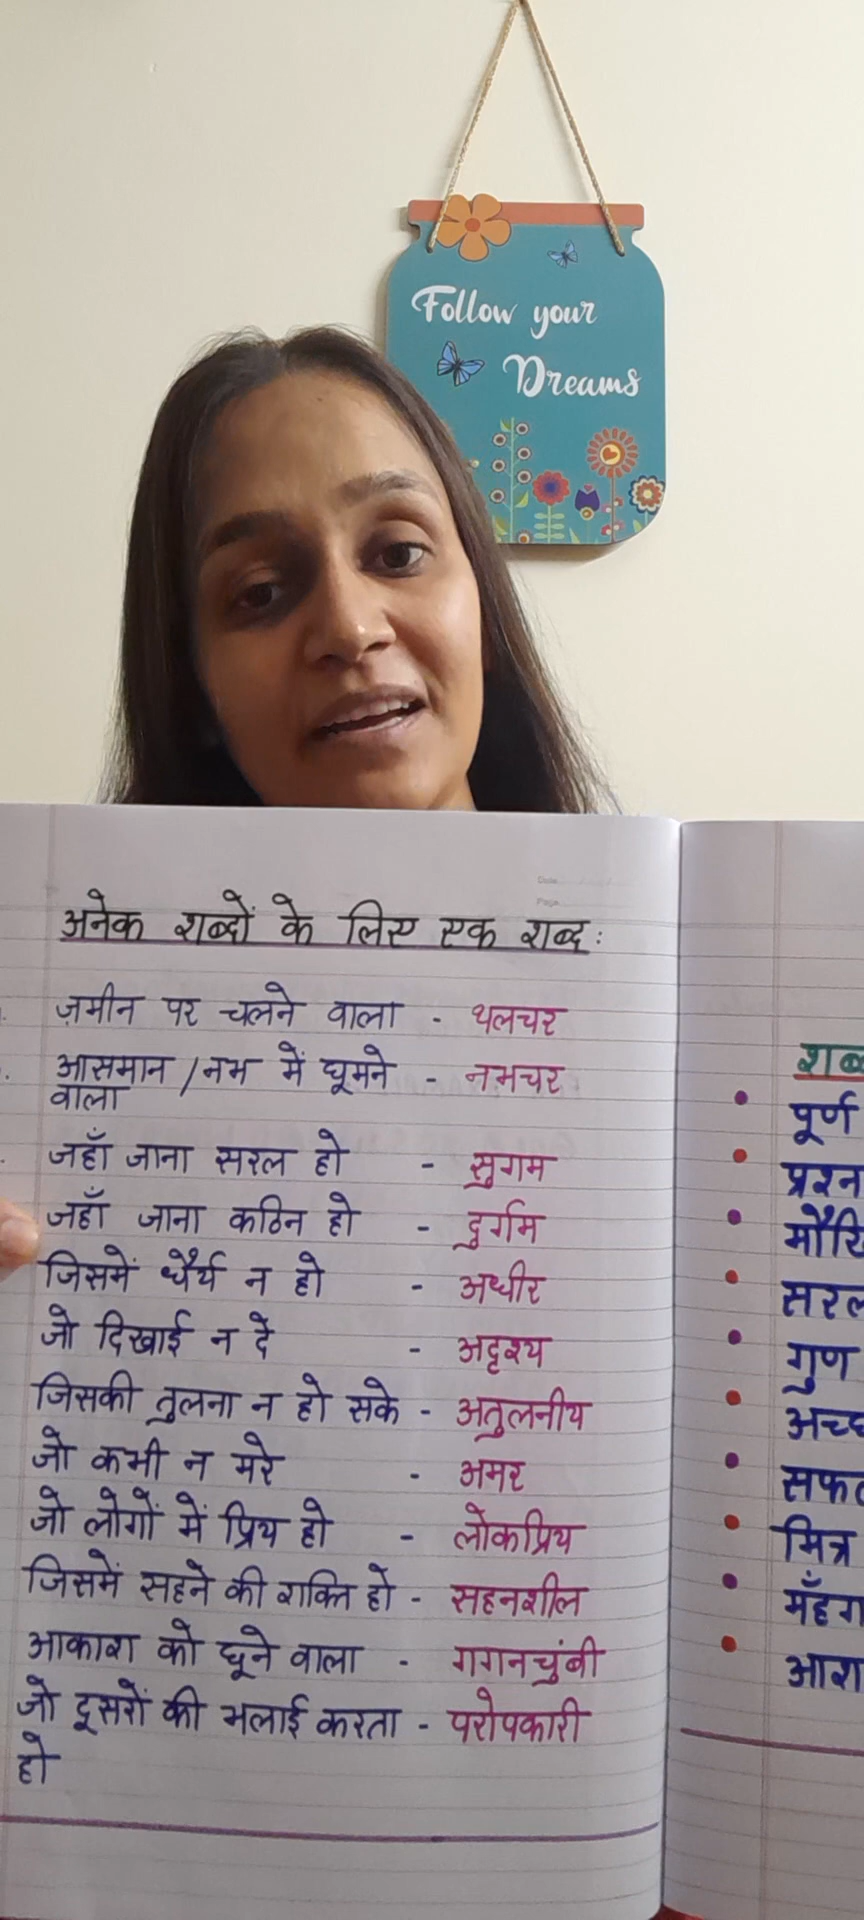 Follow your
Dreams
Date
Page
अनेक शब्दों के लिए एक शब्द:
ज़मीन पर चलने वाला - थलचर
आसमान / नभ में घूमने - नभचर
वाला
जहाँ जाना सरल हो - सुगम
जहाँ जाना कठिन हो - दुर्गम
जिसमें धैर्य न हो - अधीर
जो दिखाई न दे - अदृश्य
जिसकी तुलना न हो सके - अतुलनीय
जो कभी न मरे - अमर
जो लोगों में प्रिय हो - लोकप्रिय
जिसमें सहने की शक्ति हो - सहनशील
आकाश को छूने वाला - गगनचुंबी
जो दूसरों की भलाई करता - परोपकारी
हो
पूर्ण
प्रश्न
सरल
गुण
मित्र